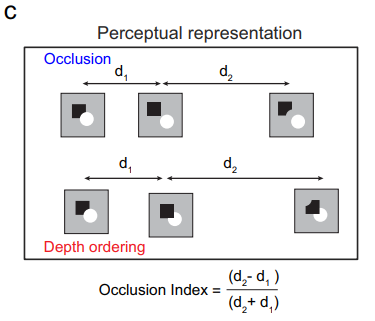 C
Perceptual representation
Occlusion
d1 d2
d1 d2
Depth ordering
Occlusion Index = (d2- d1 )
(d2+ d1)